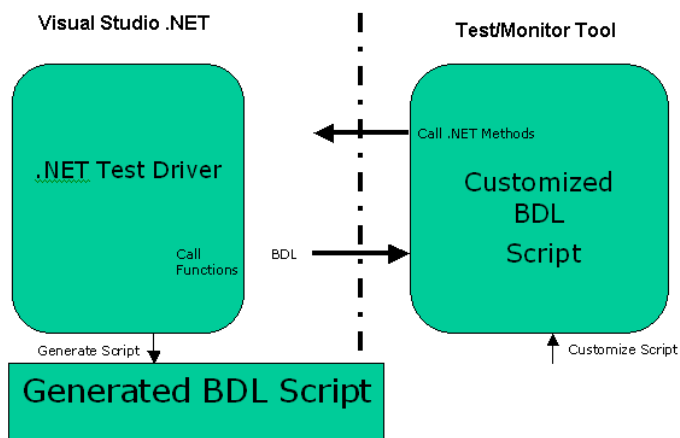 Visual Studio .NET
Test/Monitor Tool
Call .NET Methods
.NET Test Driver
Customized
BDL
Script
Call
Functions
BDL
Generate Script
Customize Script
Generated BDL Script